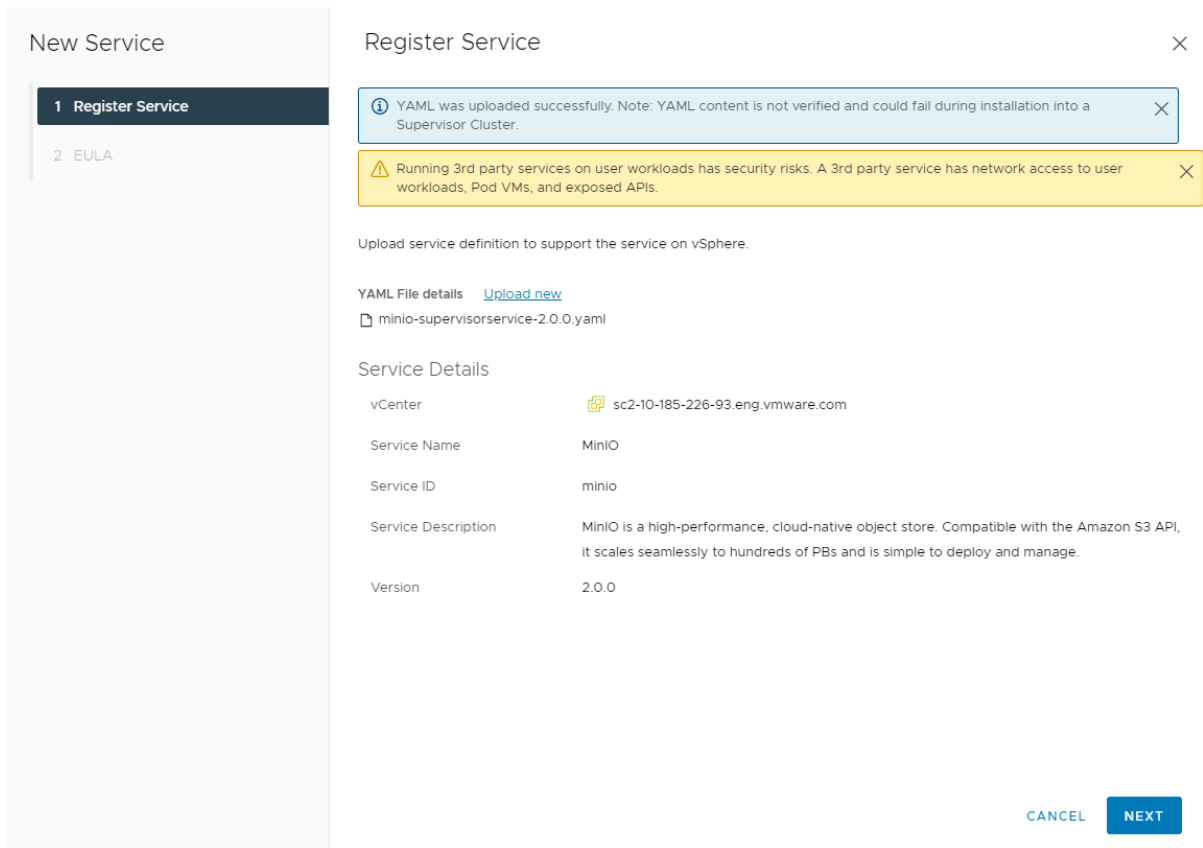 New Service
1 Register Service
2 EULA
Register Service
YAML was uploaded successfully. Note: YAML content is not verified and could fail during installation into a
Supervisor Cluster.
Running 3rd party services on user workloads has security risks. A 3rd party service has network access to user
workloads, Pod VMs, and exposed APIs.
Upload service definition to support the service on vSphere.
YAML File details Upload new
minio-supervisorservice-2.0.0.yaml
Service Details
vCenter sc2-10-185-226-93.eng.vmware.com
Service Name MinIO
Service ID minio
Service Description MinIO is a high-performance, cloud-native object store. Compatible with the Amazon S3 API,
it scales seamlessly to hundreds of PBs and is simple to deploy and manage.
Version 2.0.0
CANCEL NEXT